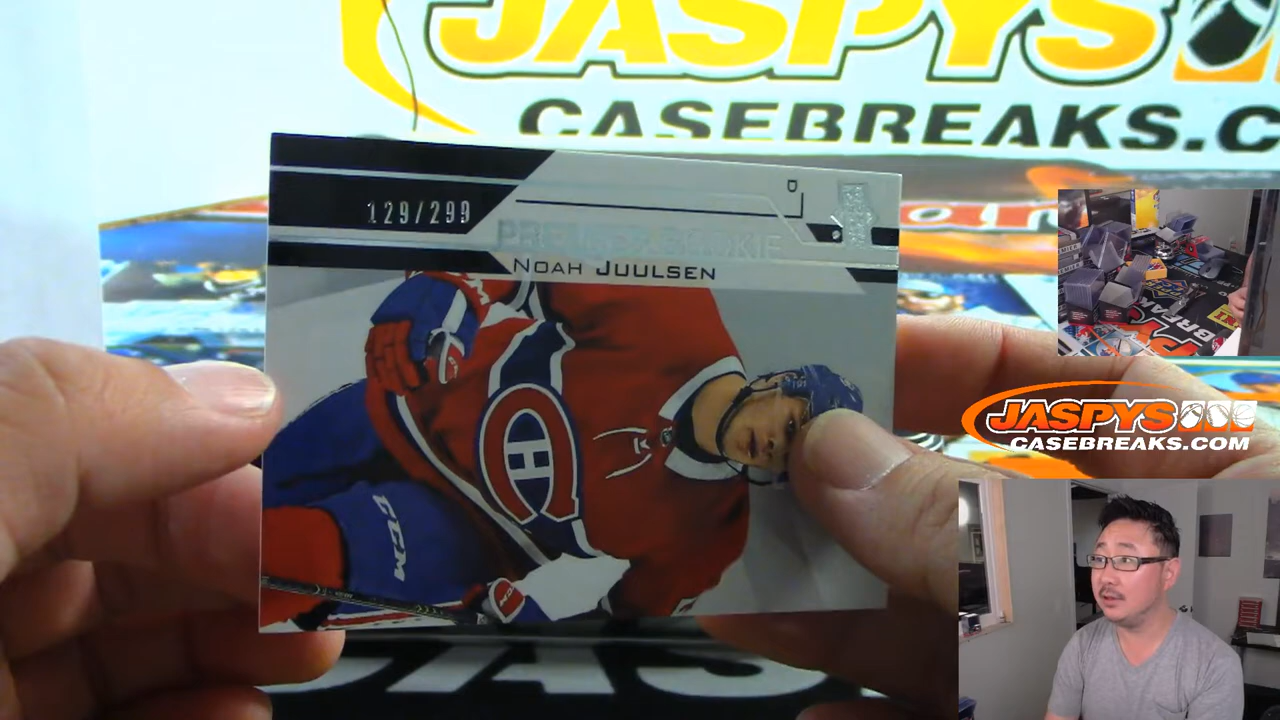 JASPYS
CASEBREAKS.C
129/299
D
PREMIER ROOKIE
NOAH JUULSEN
CCM
JASPYS
CASEBREAKS.COM